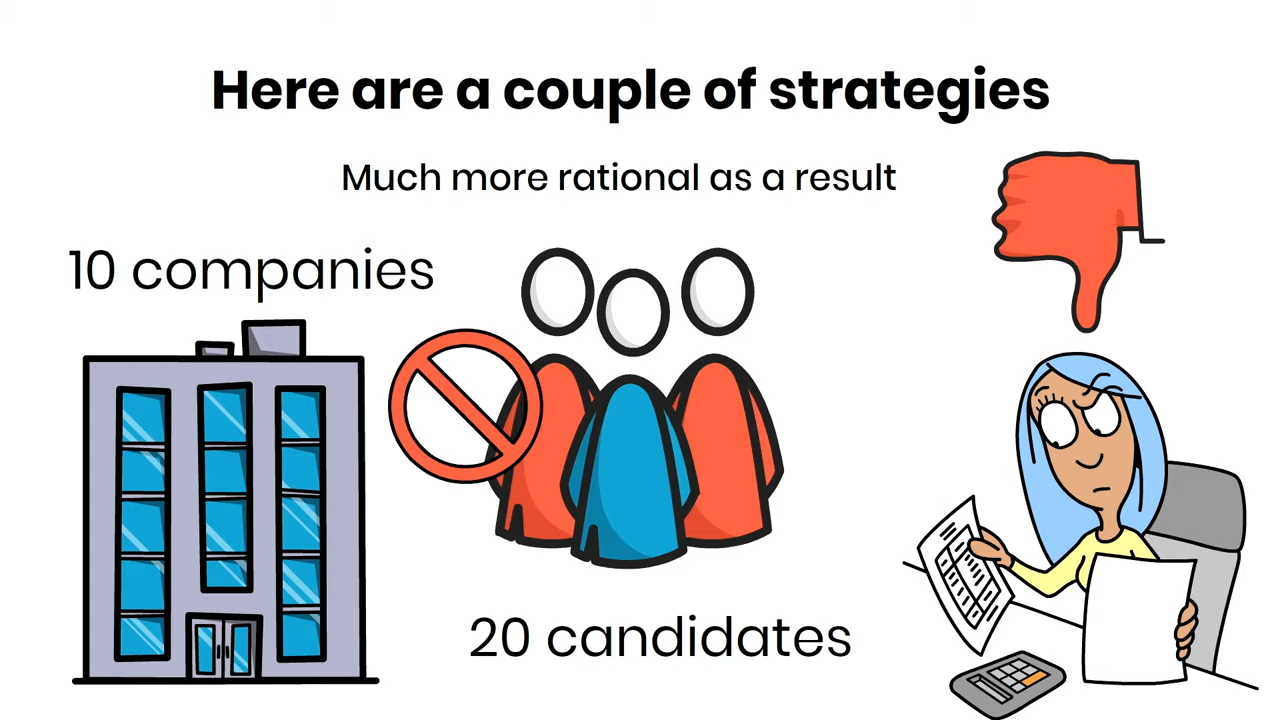 Here are a couple of strategies
Much more rational as a result
10 companies
20 candidates